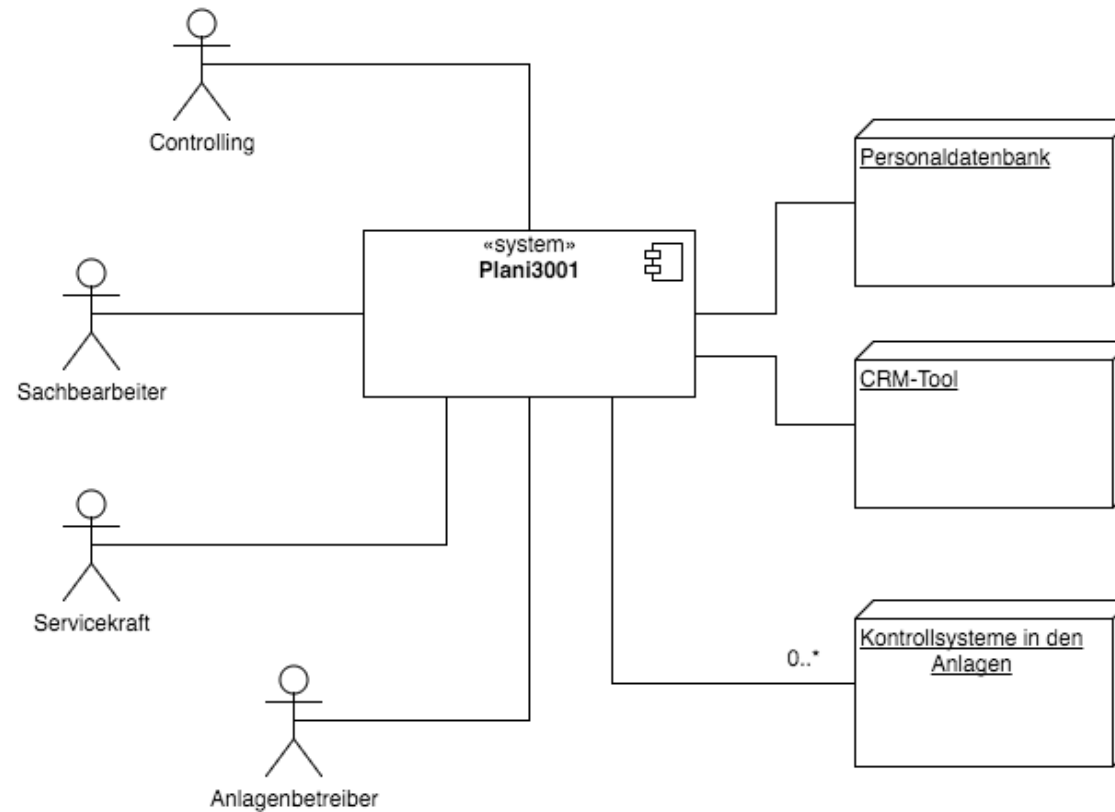 Controlling
Personaldatenbank
«system»
Plani3001
Sachbearbeiter
CRM-Tool
Servicekraft
Kontrollsysteme in den
Anlagen
0..*
Anlagenbetreiber